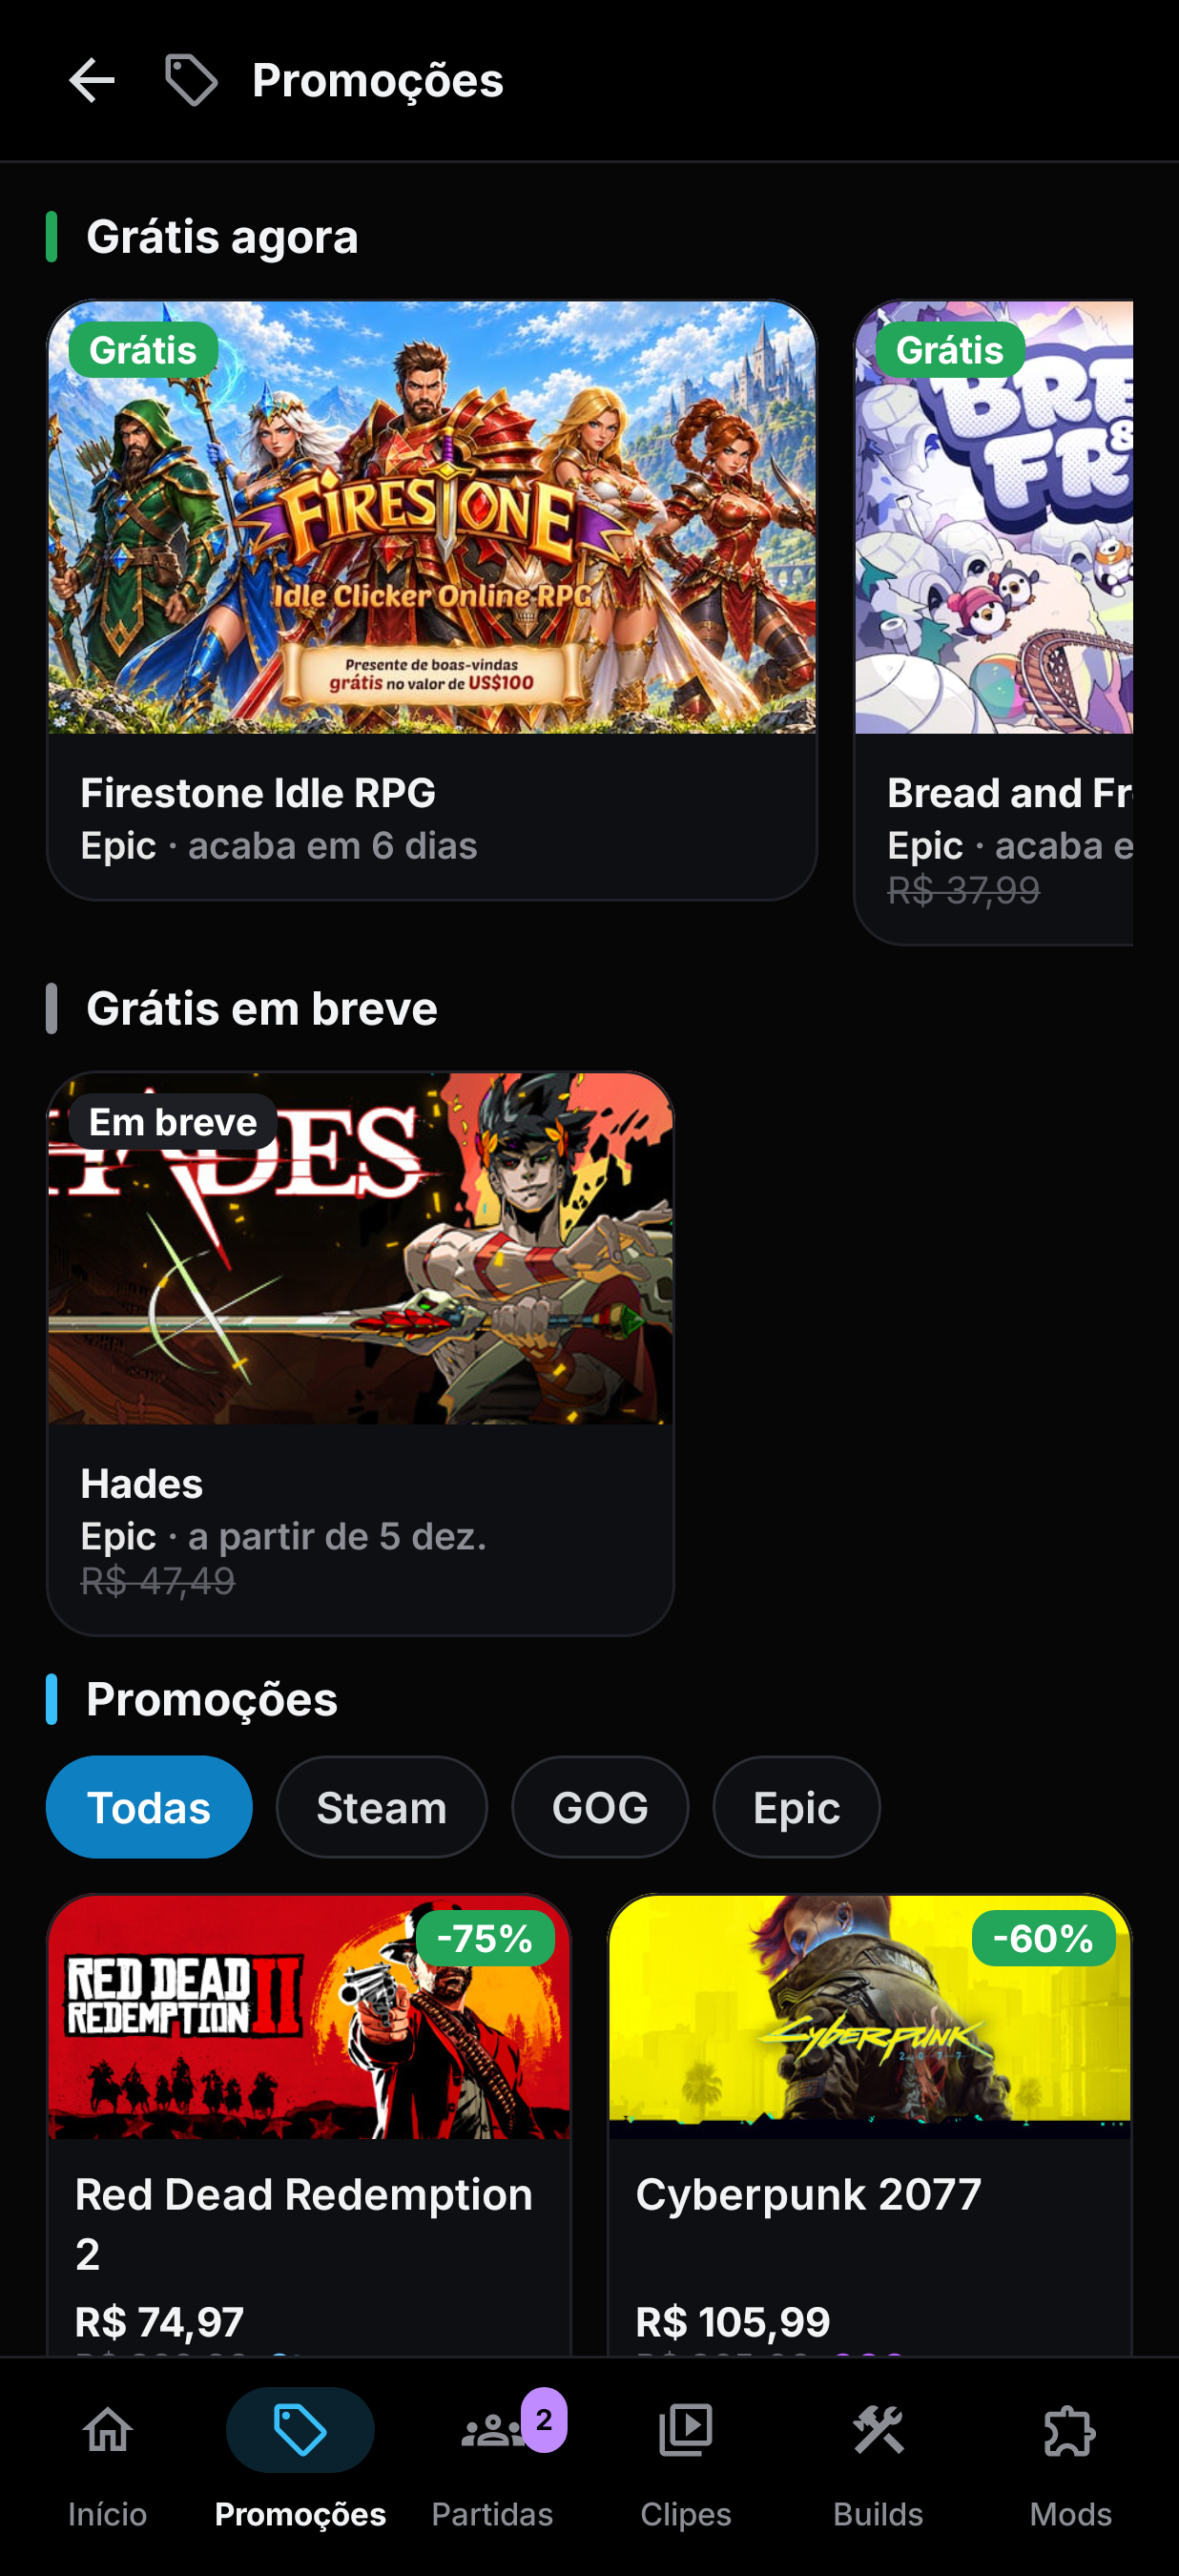 Promoções
Grátis agora
Grátis
FIRESTONE
Idle Clicker Online RPG
Presente de boas-vindas
grátis no valor de US$100
Firestone Idle RPG
Epic · acaba em 6 dias
Grátis
&
Bread and
Epic · acaba
R$ 37,99
Grátis em breve
Em breve
HADES
Hades
Epic · a partir de 5 dez.
R$ 47,49
Promoções
Todas
Steam
GOG
Epic
-75%
RED DEAD
REDEMPTION II
Red Dead Redemption
2
R$ 74,97
-60%
Cyberpunk
2077
Cyberpunk 2077
R$ 105,99
2
Início
Promoções
Partidas
Clipes
Builds
Mods